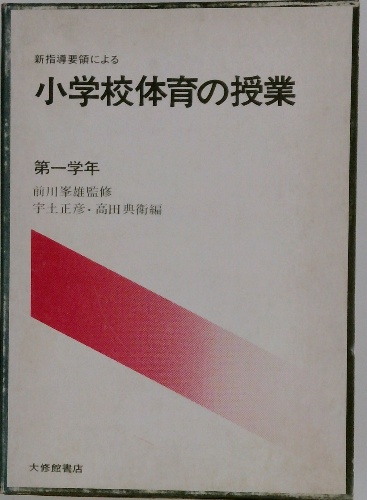 新指導要領による
小学校体育の授業
第一学年
前川峯雄監修
宇土正彦・高田典衛編
大修館書店